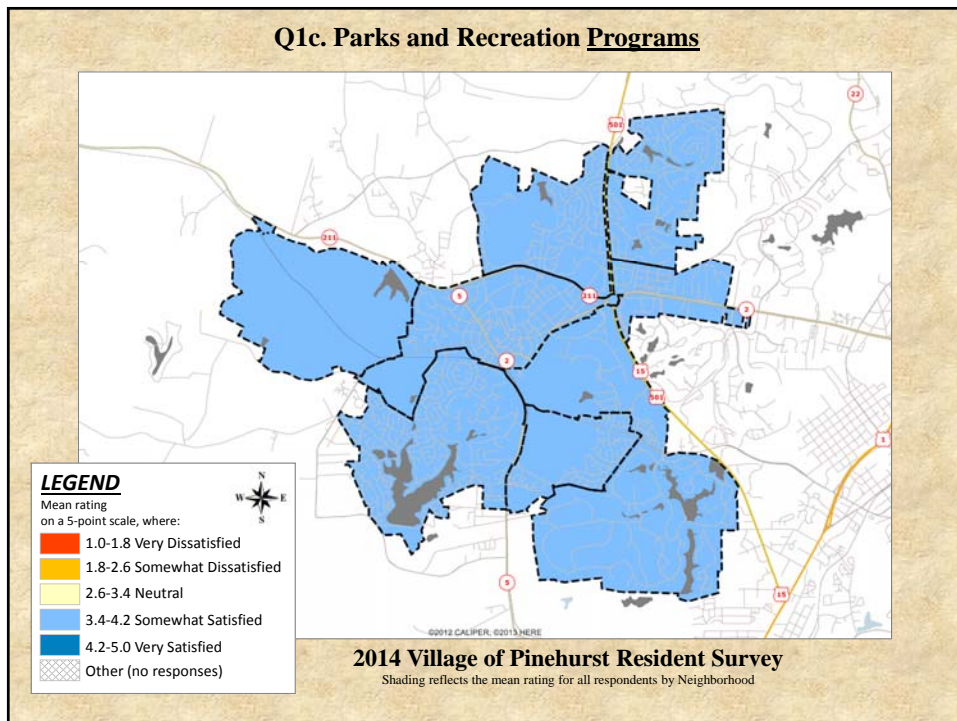 Q1c. Parks and Recreation Programs
22
501
211
5
211
2
2
15
501
1
5
15
©2012 CALIPER, ©2013 HERE
LEGEND
Mean rating
on a 5-point scale, where:
N
W E
S
1.0-1.8 Very Dissatisfied
1.8-2.6 Somewhat Dissatisfied
2.6-3.4 Neutral
3.4-4.2 Somewhat Satisfied
4.2-5.0 Very Satisfied
Other (no responses)
2014 Village of Pinehurst Resident Survey
Shading reflects the mean rating for all respondents by Neighborhood